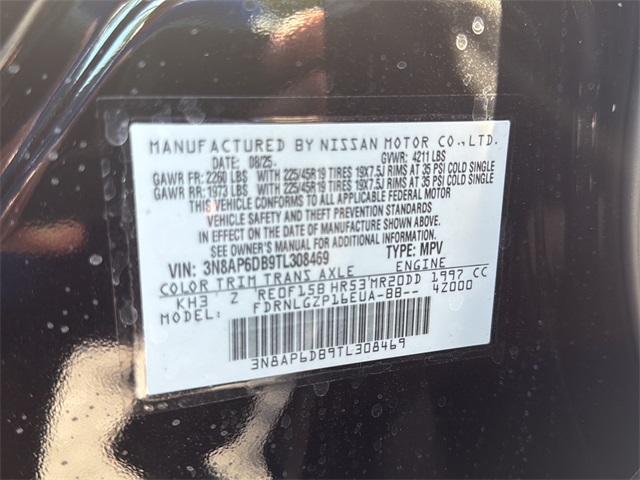 MANUFACTURED BY NISSAN MOTOR CO.,LTD.
DATE: 08/25. GVWR: 4211 LBS
GAWR FR: 2260 LBS WITH 225/45R19 TIRES 19X7.5J RIMS AT 35 PSI COLD SINGLE
GAWR RR: 1973 LBS WITH 225/45R19 TIRES 19X7.5J RIMS AT 35 PSI COLD SINGLE
THIS VEHICLE CONFORMS TO ALL APPLICABLE FEDERAL MOTOR
VEHICLE SAFETY AND THEFT PREVENTION STANDARDS
IN EFFECT ON THE DATE OF MANUFACTURE SHOWN ABOVE.
SEE OWNER'S MANUAL FOR ADDITIONAL INFORMATION
VIN: 3N8AP6DB9TL308469 TYPE: MPV
COLOR TRIM TRANS AXLE ENGINE
KH3 Z RE0F15B HR53 MR20DD 1997 CC
MODEL: FDRNLGZP16EUA-BB-- 4Z000
3N8AP6DB9TL308469